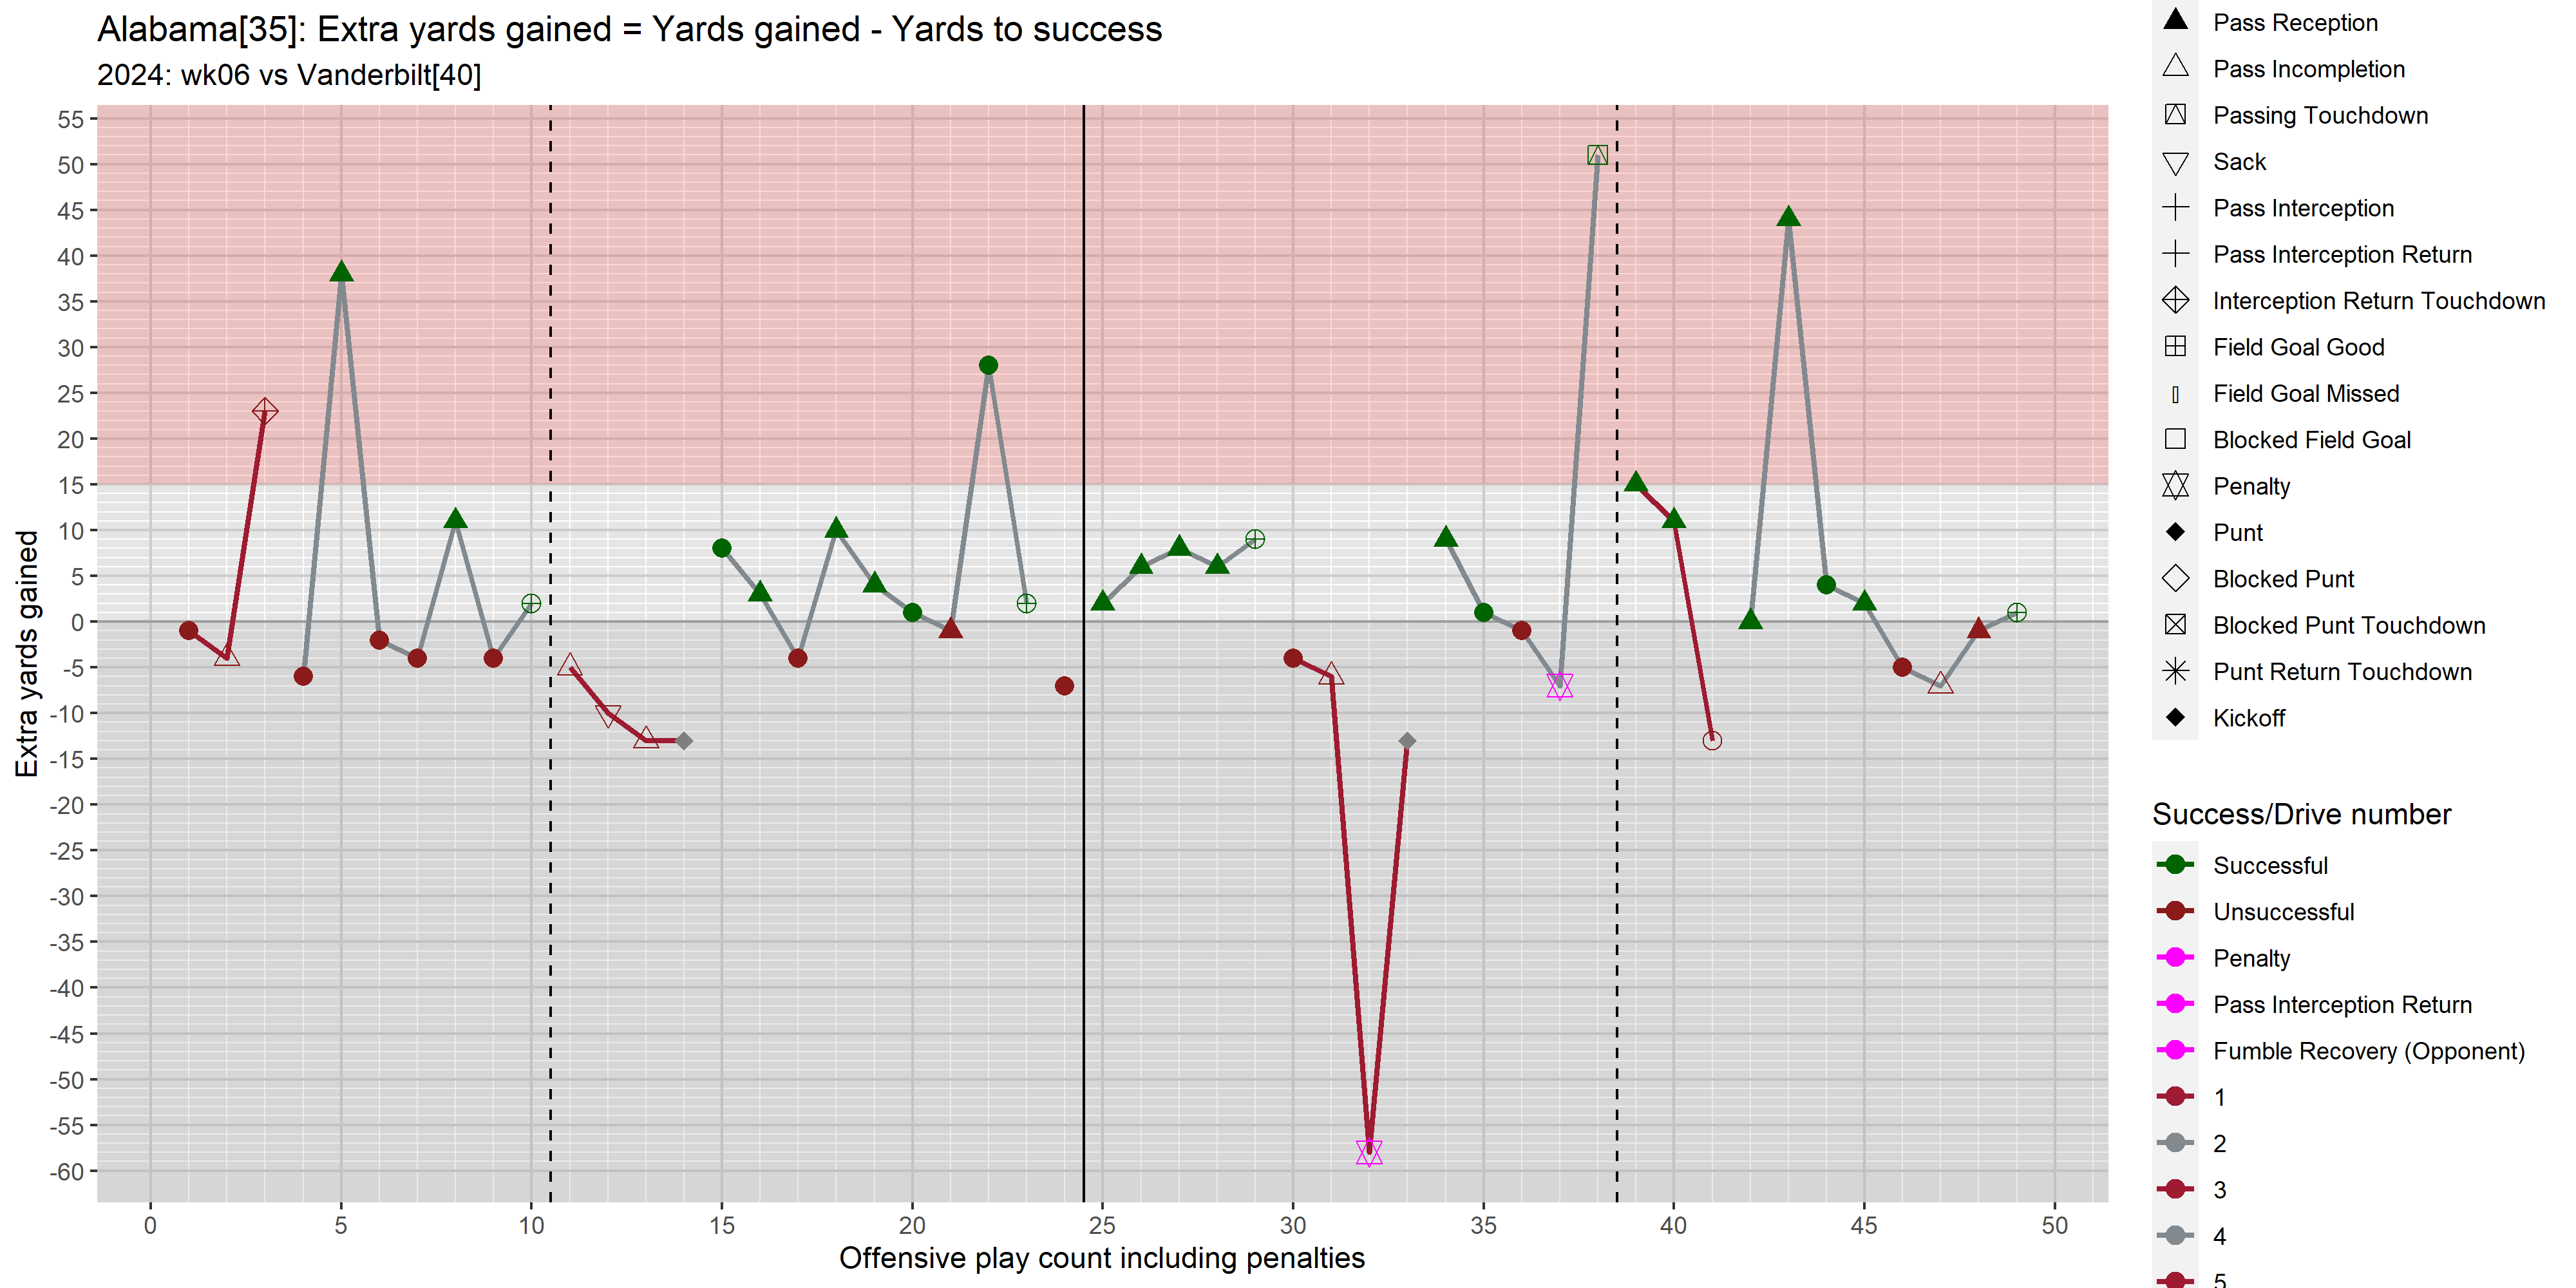 Alabama[35]: Extra yards gained = Yards gained - Yards to success
2024: wk06 vs Vanderbilt[40]
Extra yards gained
55
50
45
40
35
30
25
20
15
10
5
0
-5
-10
-15
-20
-25
-30
-35
-40
-45
-50
-55
-60
0 5 10 15 20 25 30 35 40 45 50
Offensive play count including penalties
Pass Reception
Pass Incompletion
Passing Touchdown
Sack
Pass Interception
Pass Interception Return
Interception Return Touchdown
Field Goal Good
Field Goal Missed
Blocked Field Goal
Penalty
Punt
Blocked Punt
Blocked Punt Touchdown
Punt Return Touchdown
Kickoff
Success/Drive number
Successful
Unsuccessful
Penalty
Pass Interception Return
Fumble Recovery (Opponent)
1
2
3
4
5